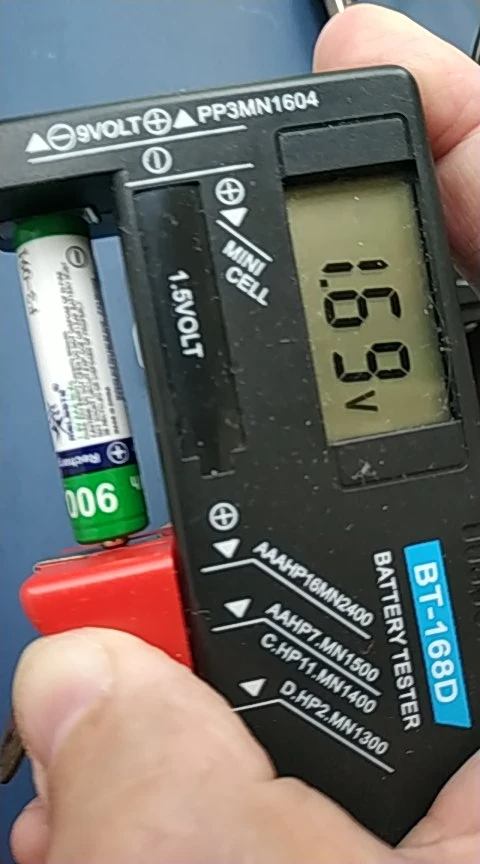 ⊖9VOLT⊕ PP3MN1604
MINI
CELL
1.5VOLT
1.69 V
900
AAAHP16MN2400
AAHP7.MN1500
C.HP11.MN1400
D.HP2.MN1300
BATTERY TESTER
BT-168D